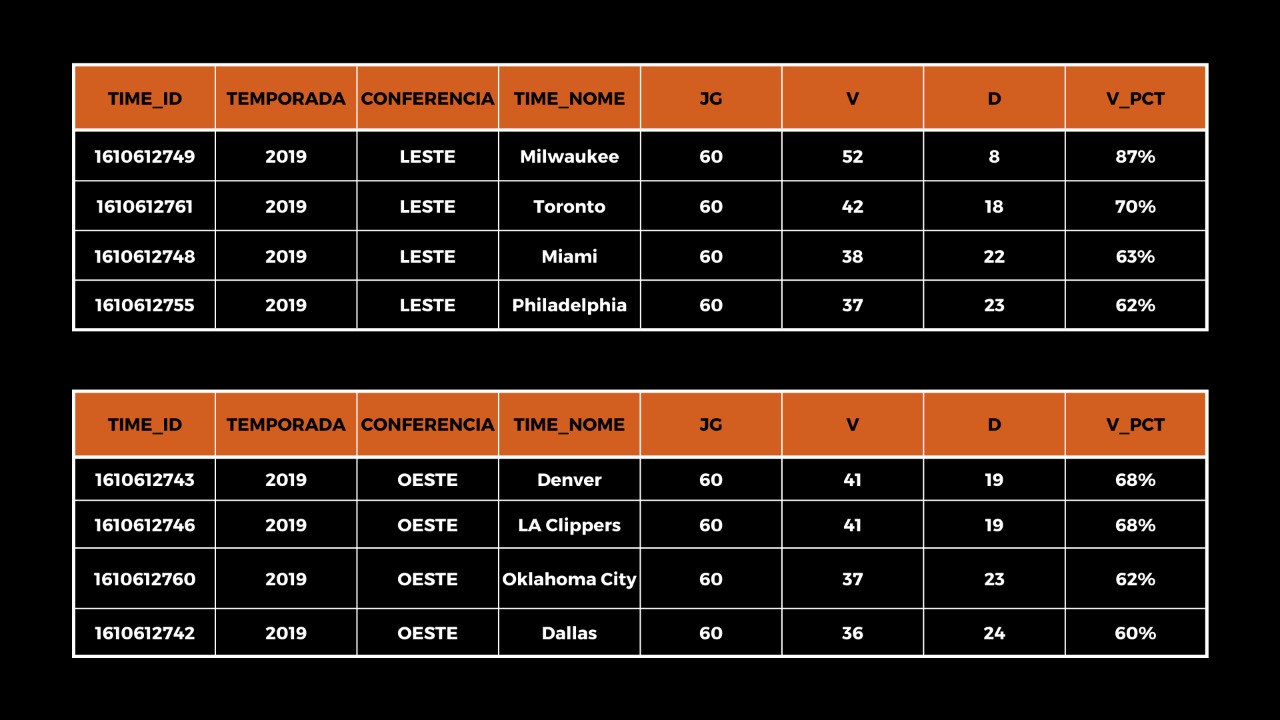 TIME_ID TEMPORADA CONFERENCIA TIME_NOME JG V D V_PCT
1610612749 2019 LESTE Milwaukee 60 52 8 87%
1610612761 2019 LESTE Toronto 60 42 18 70%
1610612748 2019 LESTE Miami 60 38 22 63%
1610612755 2019 LESTE Philadelphia 60 37 23 62%
TIME_ID TEMPORADA CONFERENCIA TIME_NOME JG V D V_PCT
1610612743 2019 OESTE Denver 60 41 19 68%
1610612746 2019 OESTE LA Clippers 60 41 19 68%
1610612760 2019 OESTE Oklahoma City 60 37 23 62%
1610612742 2019 OESTE Dallas 60 36 24 60%